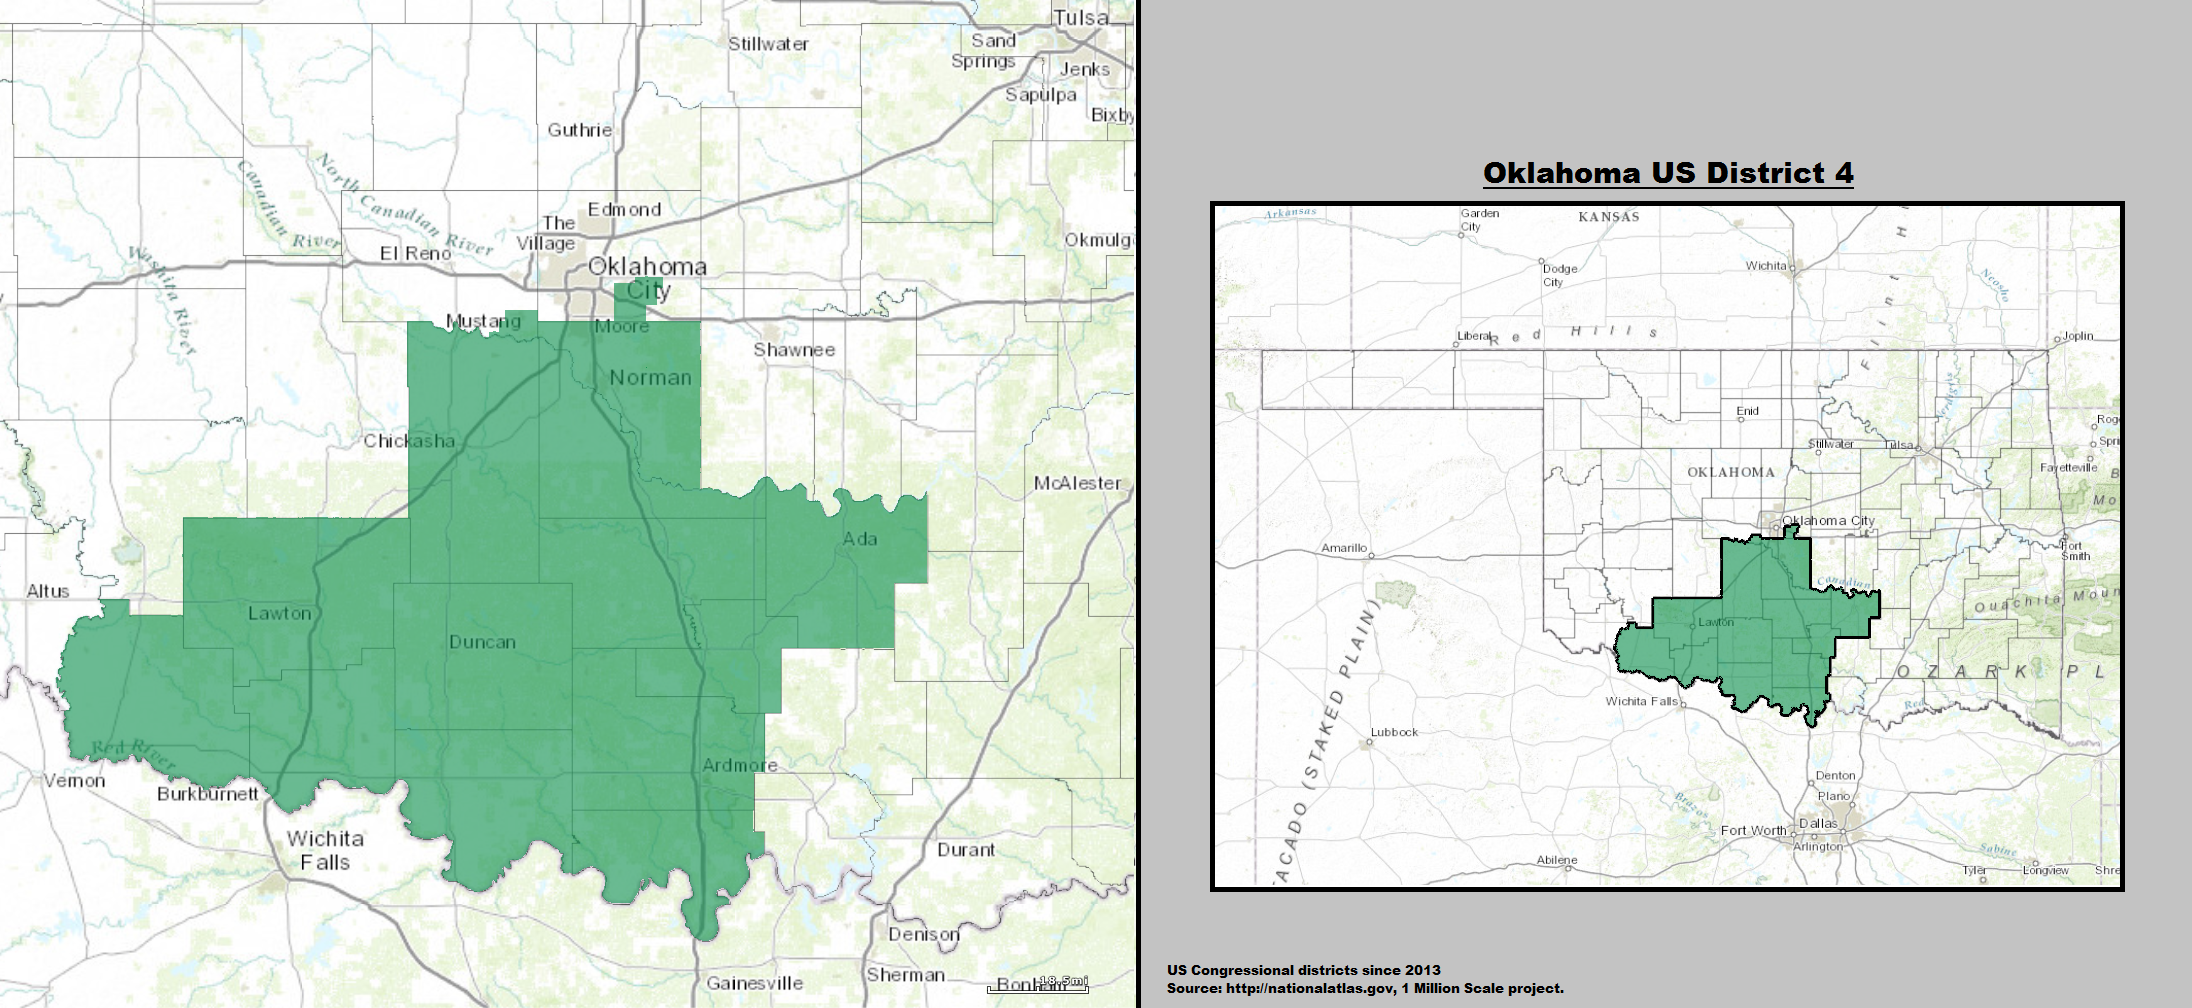 Tulsa
Stillwater
Sand
Springs
Jenks
Sapulpa
Bixby
Guthrie
North Canadian River
Canadian River
Edmond
The
Village
Washita River
El Reno
Okmulg
Oklahoma
City
Mustang
Moore
Shawnee
Norman
Chickasha
McAlester
Ada
Altus
Lawton
Duncan
Red River
Ardmore
Vernon
Burkburnett
Wichita
Falls
Durant
Denison
Sherman
Gainesville
Bonham
18.5mi
Oklahoma US District 4
Arkansas
Garden
City
KANSAS
Dodge
City
Wichita
Flint H
Neosho
Liberal
Red Hills
Joplin
Enid
Verdigris
Rog
Stillwater
Tulsa
Spri
OKLAHOMA
Fayetteville
B
Mo
Oklahoma City
Amarillo
Fort
Smith
Canadian
Ouachita Moun
Lawton
ACADO (STAKED PLAIN)
OZARK PL
Wichita Falls
Red
Lubbock
Denton
Plano
Brazos
Fort Worth
Dallas
Arlington
Sabine
Abilene
Tyler
Longview
Shre
US Congressional districts since 2013
Source: http://nationalatlas.gov, 1 Million Scale project.